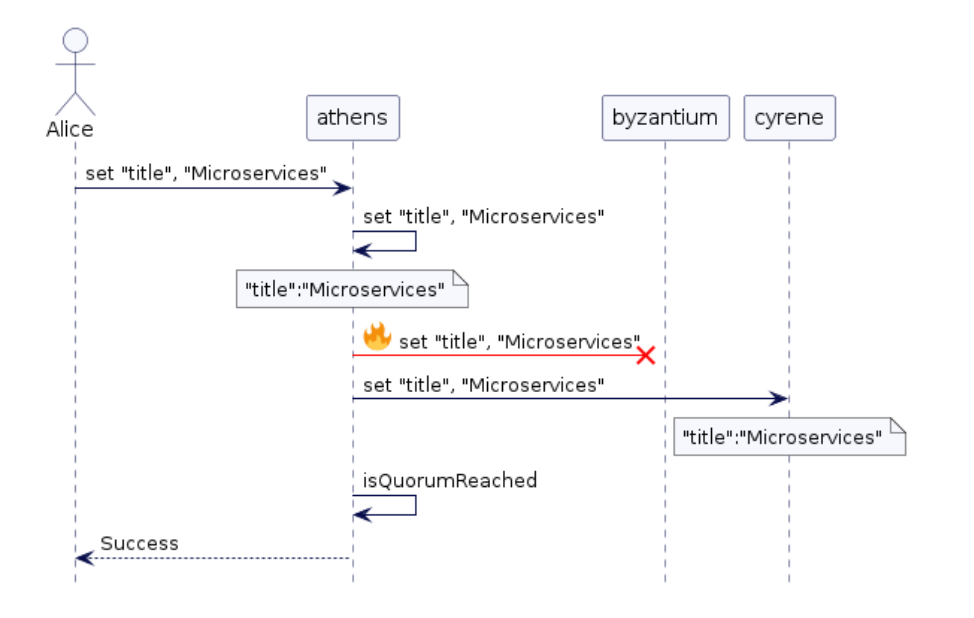 Alice
athens
byzantium
cyrene
set "title", "Microservices"
set "title", "Microservices"
"title":"Microservices"
set "title", "Microservices"
set "title", "Microservices"
"title":"Microservices"
isQuorumReached
Success